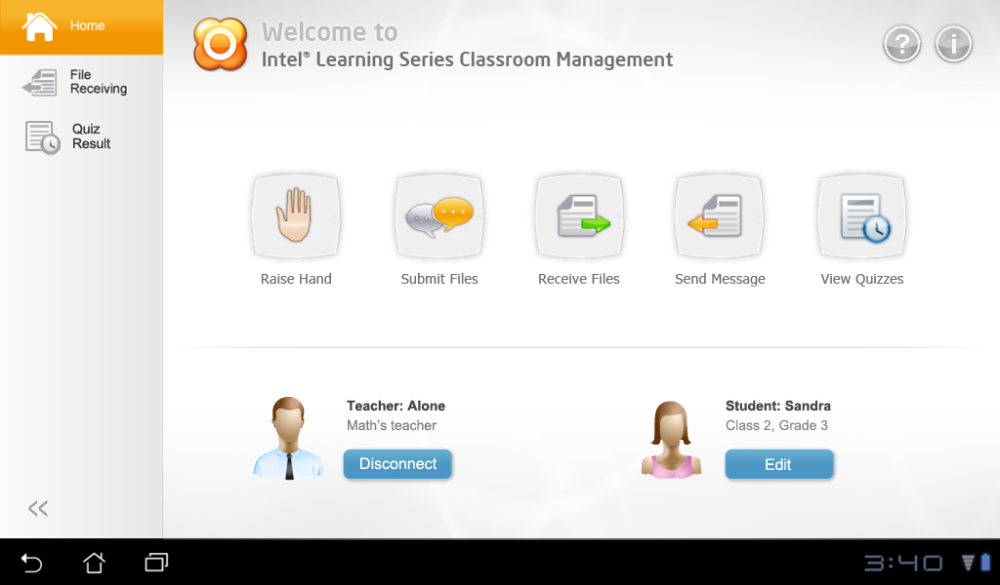 Home
File
Receiving
Quiz
Result
Welcome to
Intel® Learning Series Classroom Management
?
i
Raise Hand
Submit Files
Receive Files
Send Message
View Quizzes
Teacher: Alone
Math's teacher
Disconnect
Student: Sandra
Class 2, Grade 3
Edit
3:40